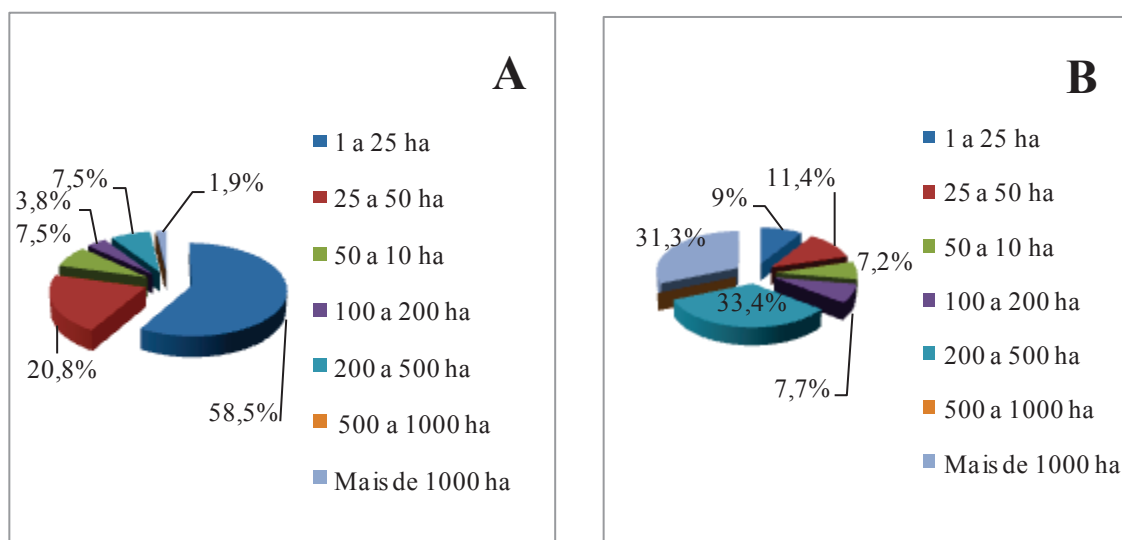 A
1 a 25 ha
25 a 50 ha
50 a 10 ha
100 a 200 ha
200 a 500 ha
500 a 1000 ha
Mais de 1000 ha
7,5%
1,9%
3,8%
7,5%
20,8%
58,5%
B
1 a 25 ha
25 a 50 ha
50 a 10 ha
100 a 200 ha
200 a 500 ha
500 a 1000 ha
Mais de 1000 ha
11,4%
9%
31,3%
7,2%
33,4%
7,7%